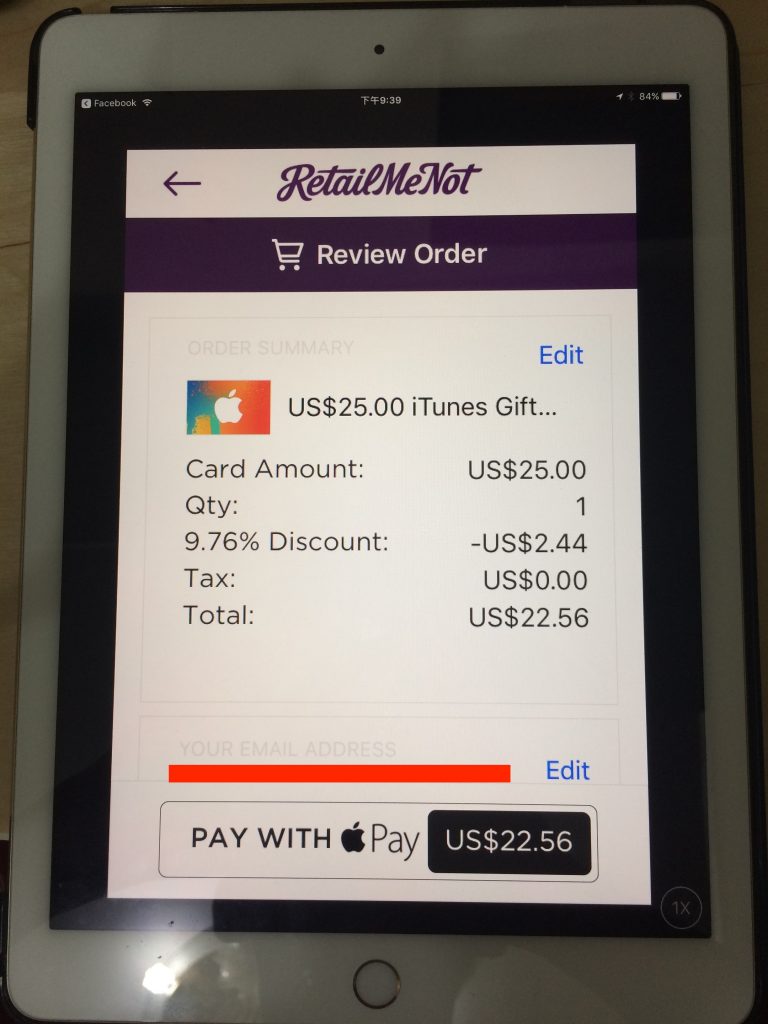 Facebook 下午9:39 84%
RetailMeNot
Review Order
ORDER SUMMARY
Edit
US$25.00 iTunes Gift...
Card Amount: US$25.00
Qty: 1
9.76% Discount: -US$2.44
Tax: US$0.00
Total: US$22.56
YOUR EMAIL ADDRESS
Edit
PAY WITH Pay US$22.56
1X